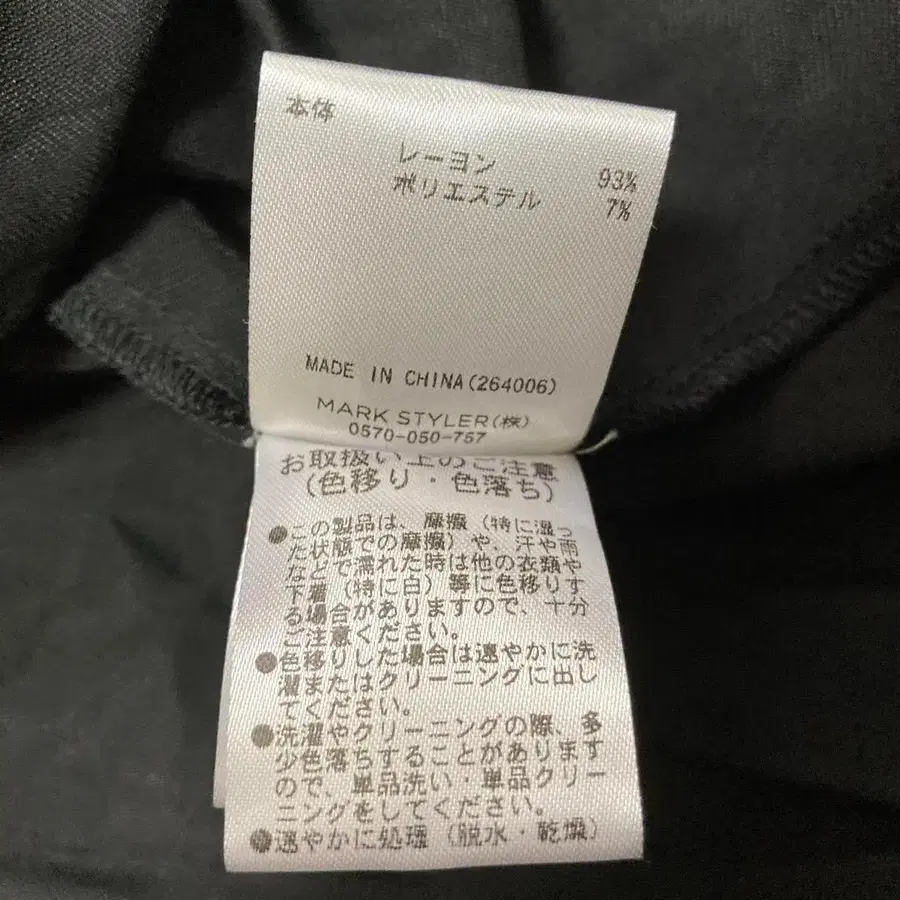 本体
レーヨン 93%
ポリエステル 7%
MADE IN CHINA(264006)
MARK STYLER(株)
0570-050-757
お取扱い上のご注意
(色移り・色落ち)
●この製品は、摩擦(特に湿っ
た状態での摩擦)や、汗や雨
などで濡れた時は他の衣類や
下着(特に白)等に色移りす
る場合がありますので、十分
ご注意ください。
●色移りした場合は速やかに洗
濯またはクリーニングに出し
てください。
●洗濯やクリーニングの際、多
少色落ちすることがあります
ので、単品洗い・単品クリー
ニングをしてください。
●速やかに処理(脱水・乾燥)